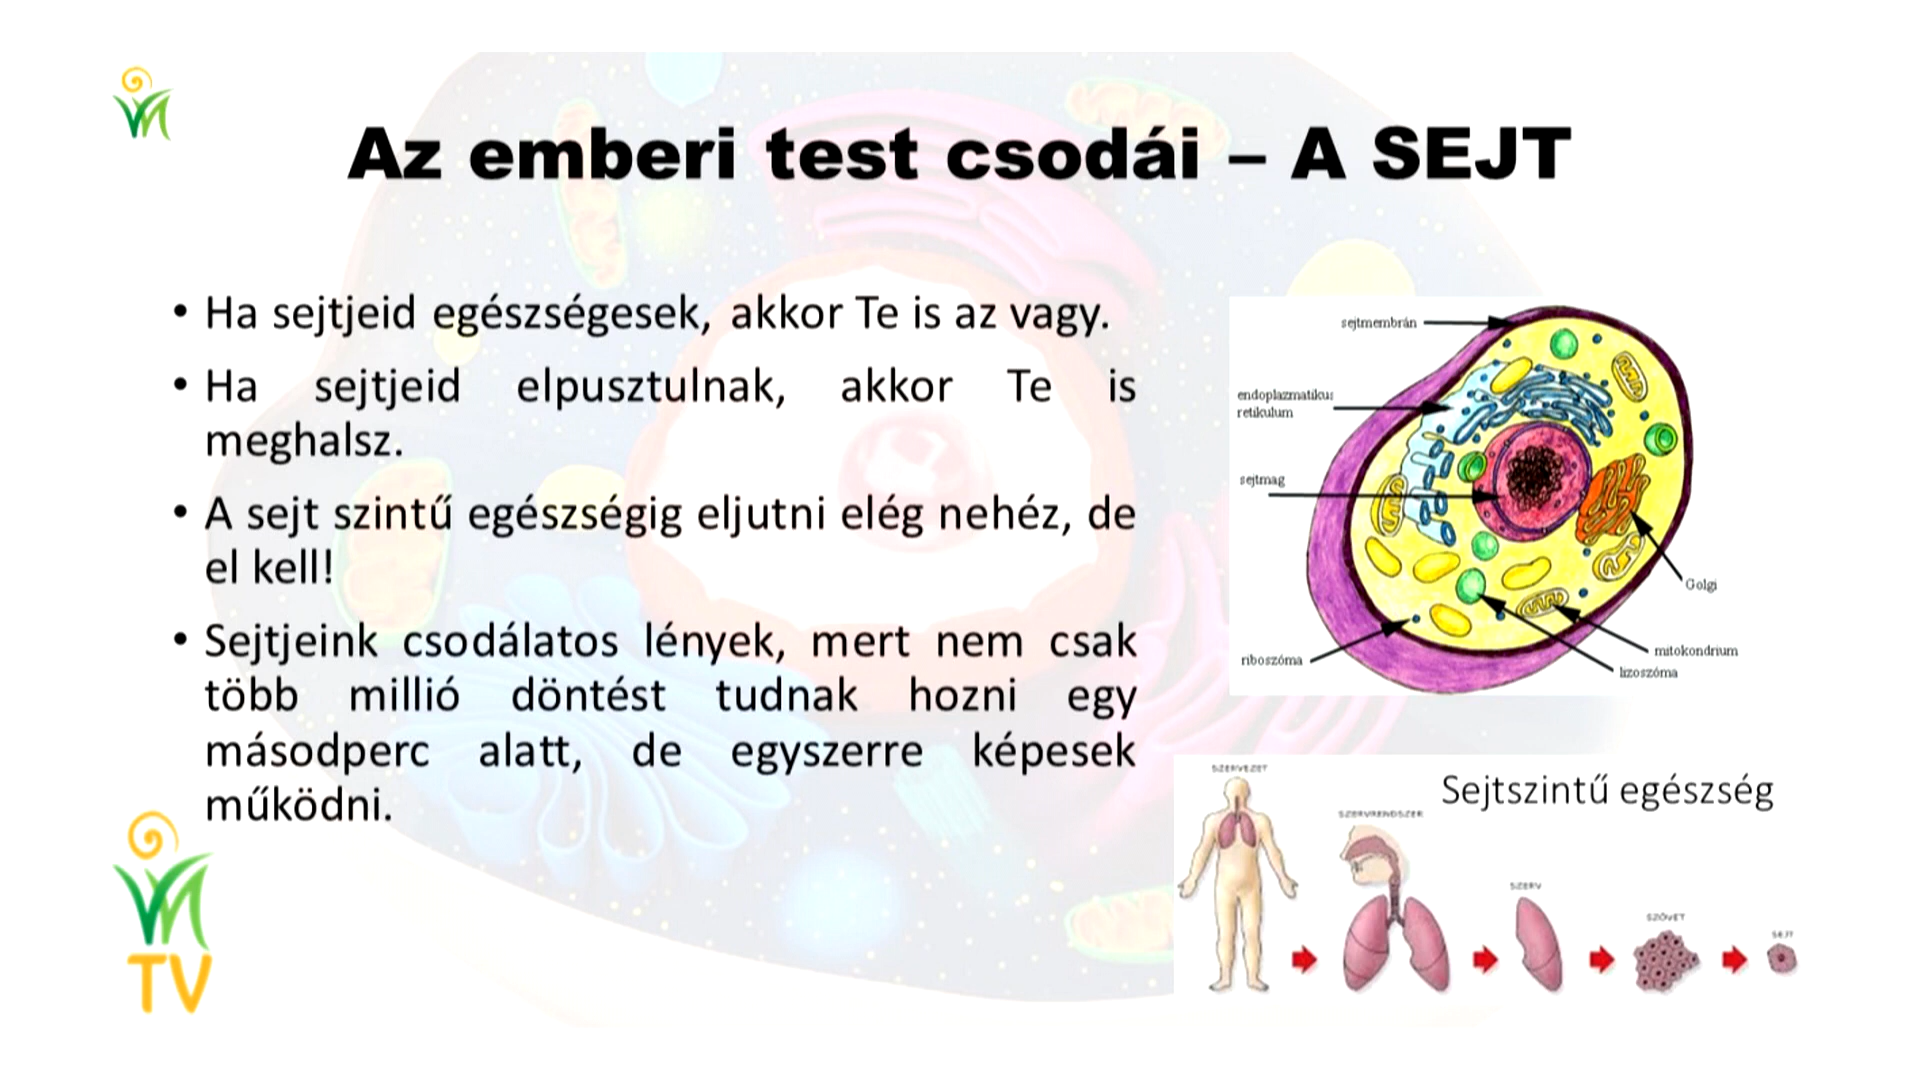 Az emberi test csodái – A SEJT
• Ha sejtjeid egészségesek, akkor Te is az vagy.
• Ha sejtjeid elpusztulnak, akkor Te is
meghalsz.
• A sejt szintű egészségig eljutni elég nehéz, de
el kell!
• Sejtjeink csodálatos lények, mert nem csak
több millió döntést tudnak hozni egy
másodperc alatt, de egyszerre képesek
működni.
TV
sejtmembrán
endoplazmatikus
retikulum
sejtmag
Golgi
mitokondrium
lizoszóma
riboszóma
Sejtszintű egészség
SZERVEZET
SZERVRENDSZER
SZERV
SZÖVET
SEJT